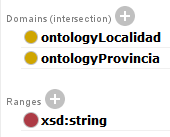 Domains (intersection)
ontologyLocalidad
ontologyProvincia
Ranges
xsd:string